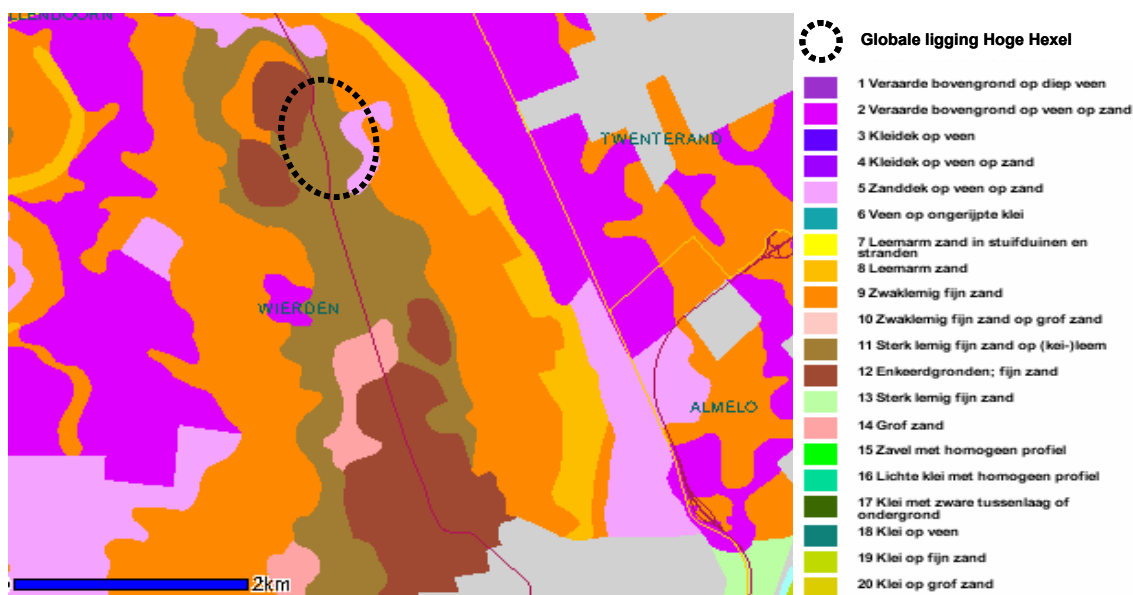 LLENDOORN
TWENTERAND
WIERDEN
ALMELO
2km
Globale ligging Hoge Hexel
1 Veraarde bovengrond op diep veen
2 Veraarde bovengrond op veen op zand
3 Kleidek op veen
4 Kleidek op veen op zand
5 Zanddek op veen op zand
6 Veen op ongerijpte klei
7 Leemarm zand in stuifduinen en
stranden
8 Leemarm zand
9 Zwaklemig fijn zand
10 Zwaklemig fijn zand op grof zand
11 Sterk lemig fijn zand op (kei-)leem
12 Enkeerdgronden; fijn zand
13 Sterk lemig fijn zand
14 Grof zand
15 Zavel met homogeen profiel
16 Lichte klei met homogeen profiel
17 Klei met zware tussenlaag of
ondergrond
18 Klei op veen
19 Klei op fijn zand
20 Klei op grof zand